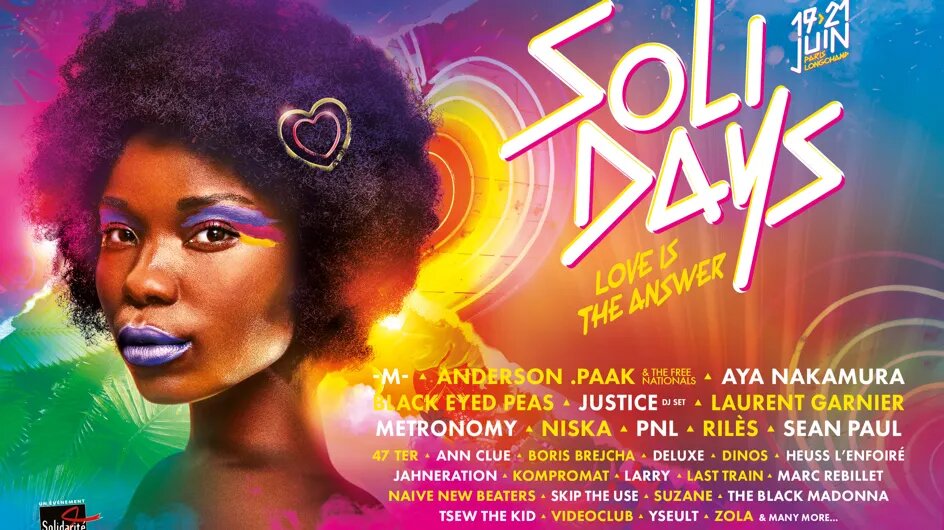 SOLI
DAYS
19>21
JUIN
PARIS
LONGCHAMP
LOVE IS
THE ANSWER
-M- ▲ ANDERSON .PAAK & THE FREE NATIONALS ▲ AYA NAKAMURA
BLACK EYED PEAS ▲ JUSTICE DJ SET ▲ LAURENT GARNIER
METRONOMY ▲ NISKA ▲ PNL ▲ RILÈS ▲ SEAN PAUL
47 TER ▲ ANN CLUE ▲ BORIS BREJCHA ▲ DELUXE ▲ DINOS ▲ HEUSS L'ENFOIRÉ
JAHNERATION ▲ KOMPROMAT ▲ LARRY ▲ LAST TRAIN ▲ MARC REBILLET
NAIVE NEW BEATERS ▲ SKIP THE USE ▲ SUZANE ▲ THE BLACK MADONNA
TSEW THE KID ▲ VIDEOCLUB ▲ YSEULT ▲ ZOLA & MANY MORE...
UN ÉVÉNEMENT
Solidarité